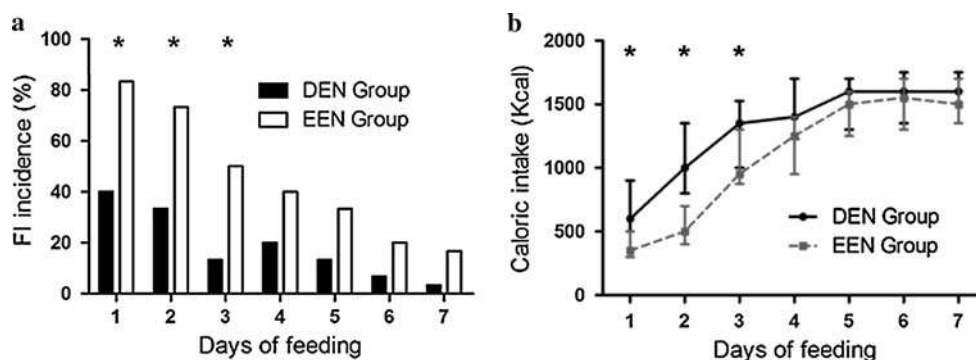 a
FI incidence (%)
100
80
60
40
20
0
* * *
DEN Group
EEN Group
1 2 3 4 5 6 7
Days of feeding
b
Caloric intake (Kcal)
2000
1500
1000
500
0
* * *
DEN Group
EEN Group
1 2 3 4 5 6 7
Days of feeding